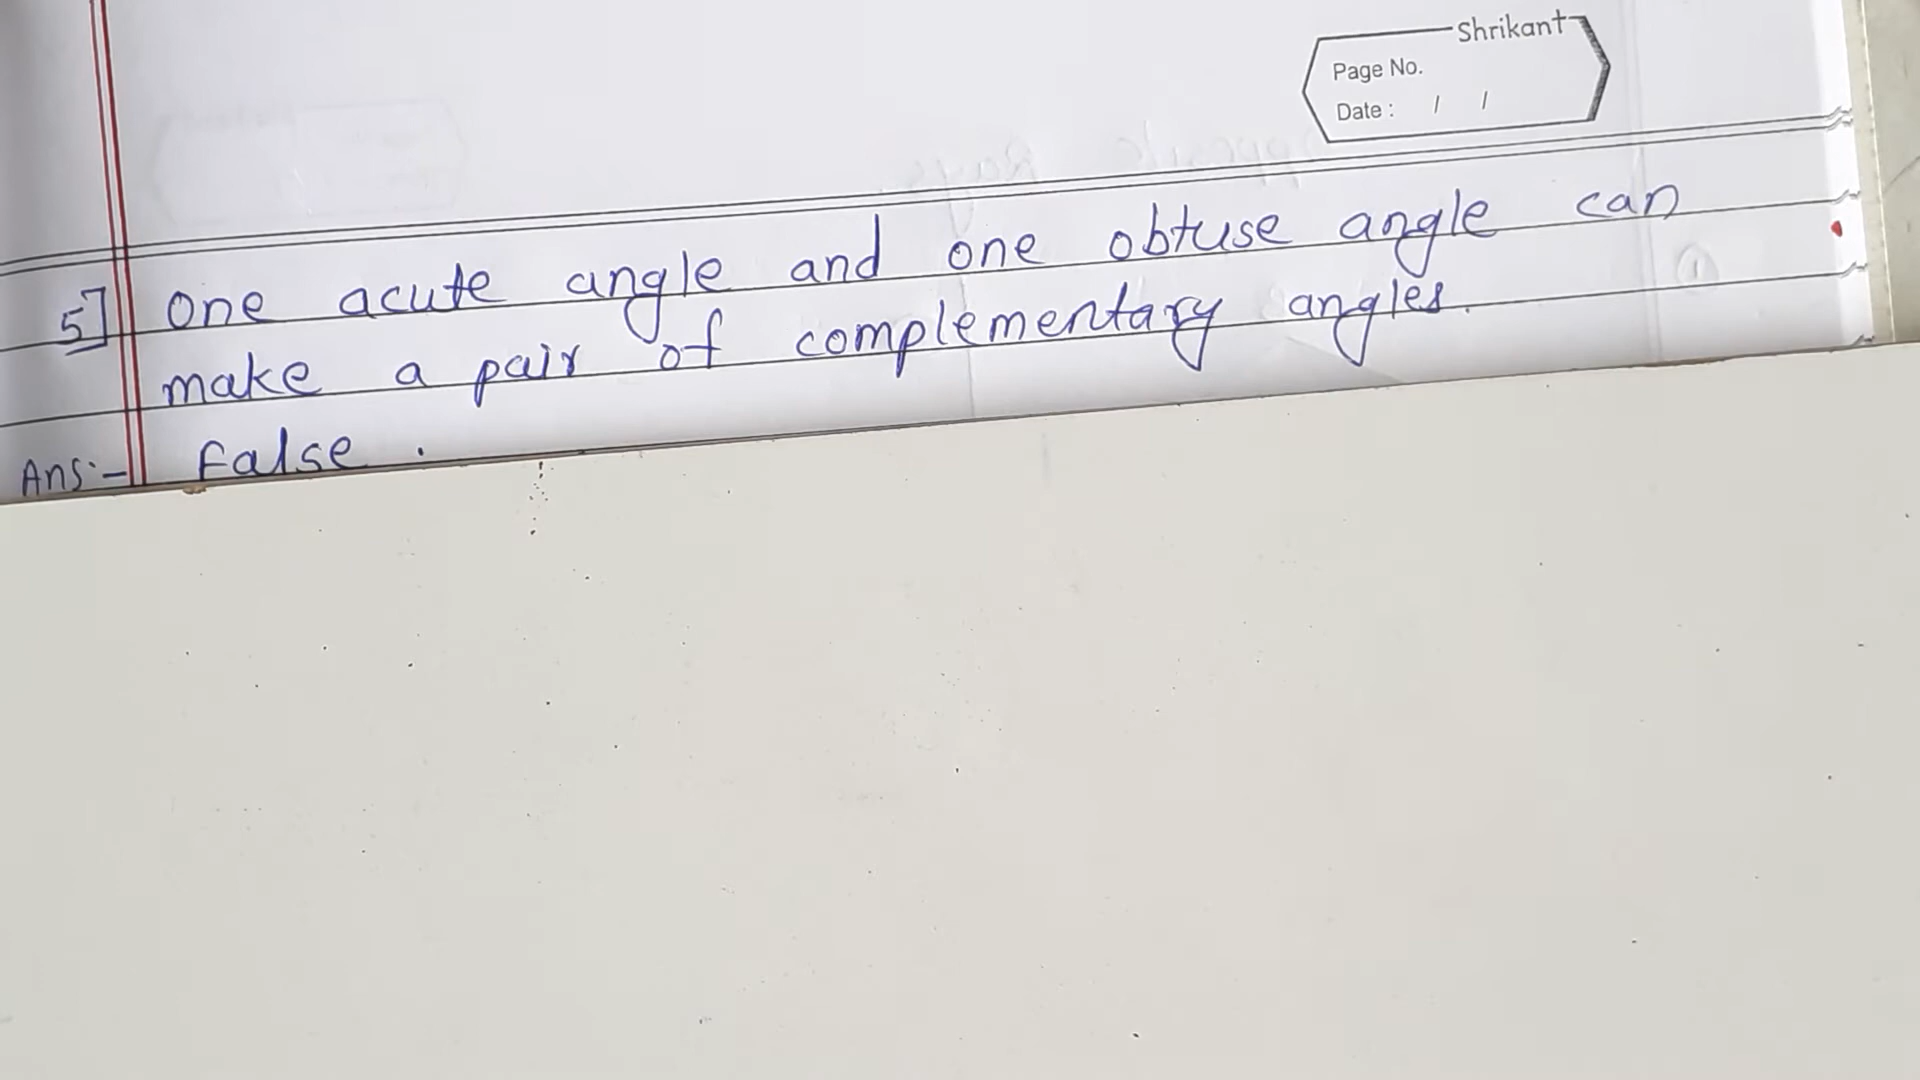 Shrikant
Page No.
Date : / /
5] One acute angle and one obtuse angle can
make a pair of complementary angles.
Ans:- False.